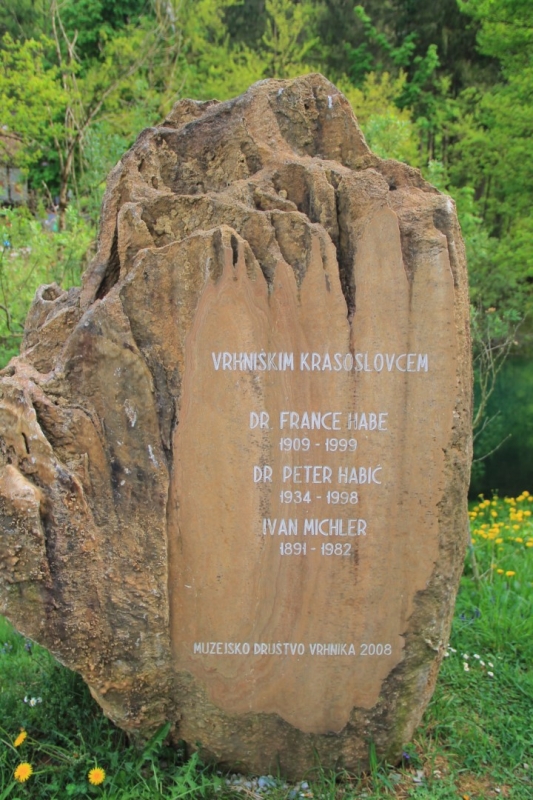 VRHNIŠKIM KRASOSLOVCEM
DR. FRANCE HABE
1909 - 1999
DR. PETER HABIČ
1934 - 1998
IVAN MICHLER
1891 - 1982
MUZEJSKO DRUŠTVO VRHNIKA 2008